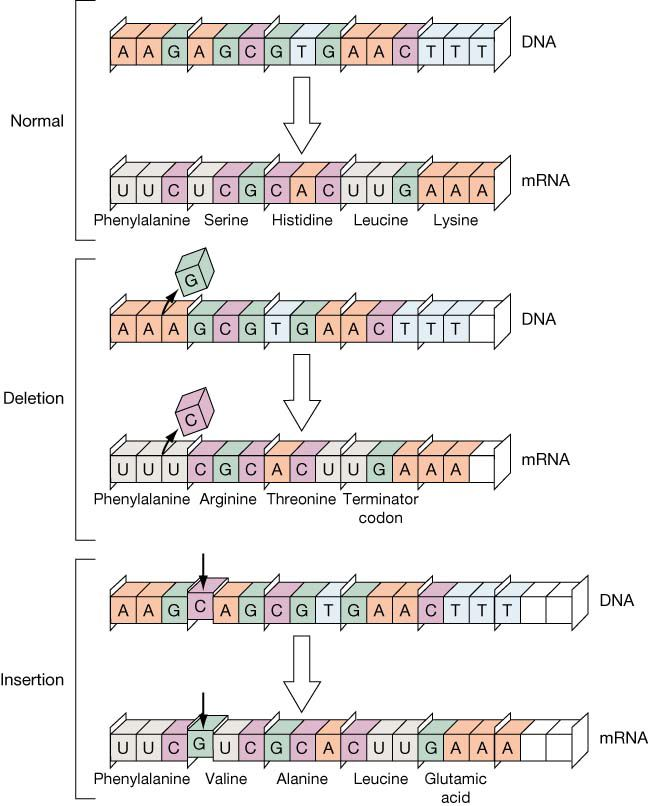 A A G A G C G T G A A C T T T DNA
Normal
U U C U C G C A C U U G A A A mRNA
Phenylalanine Serine Histidine Leucine Lysine
G
A A A G C G T G A A C T T T DNA
Deletion
C
U U U C G C A C U U G A A A mRNA
Phenylalanine Arginine Threonine Terminator codon
A A G C A G C G T G A A C T T T DNA
Insertion
U U C G U C G C A C U U G A A A mRNA
Phenylalanine Valine Alanine Leucine Glutamic acid